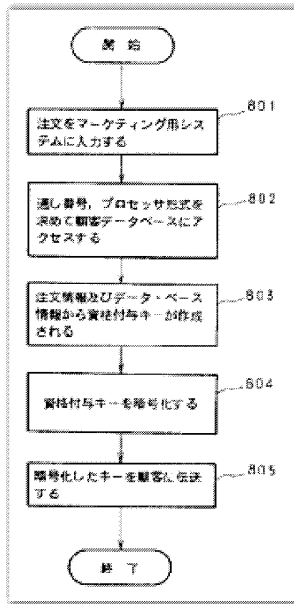 開 始
801
注文をマーケティング形シス
テムに入力する
802
通し番号，プロセッサ形式を
求めて顧客データベースにア
クセスする
803
注文情報及びデータ・ベース
情報から資格付与キーが作成
される
804
資格付与キーを暗号化する
805
暗号化したキーを顧客に伝送
する
終 了